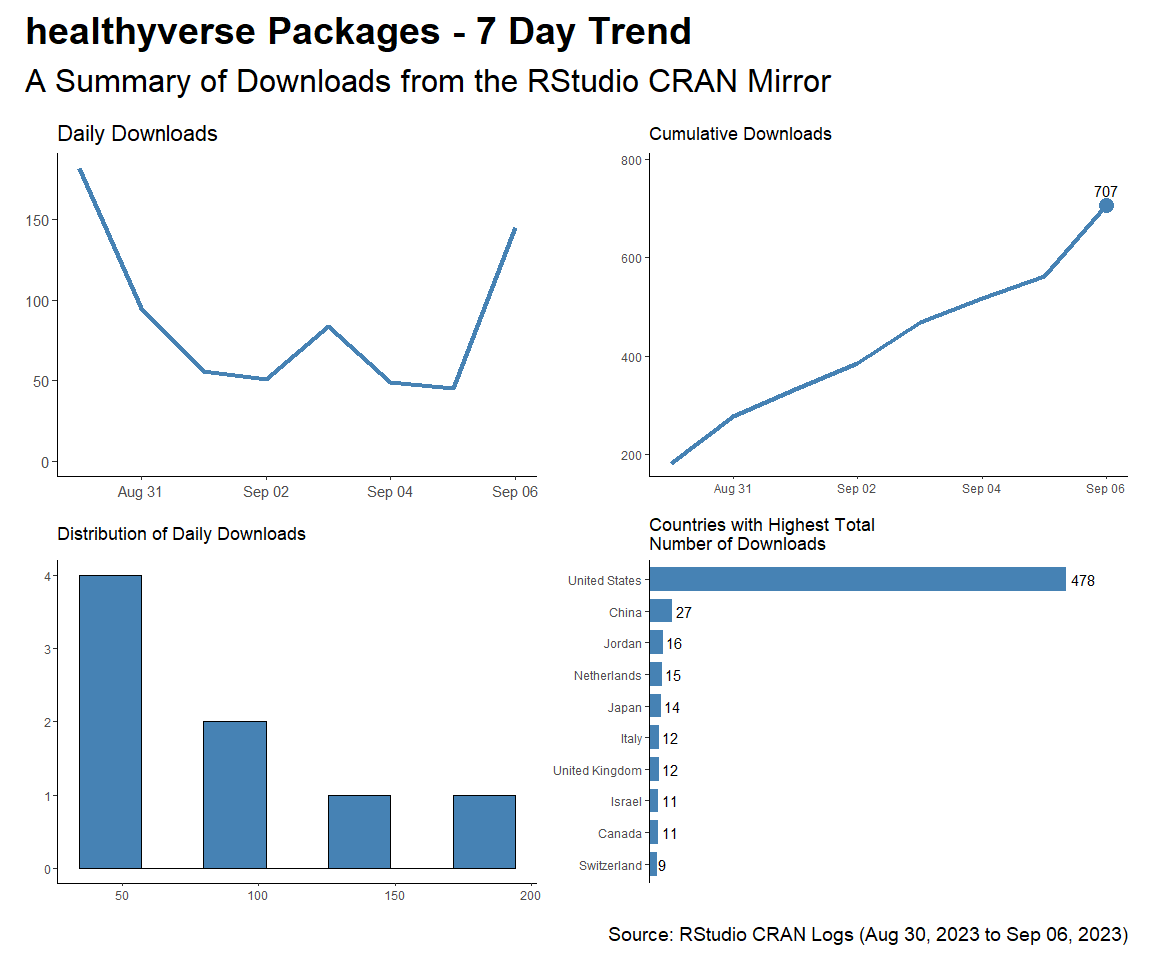 healthyverse Packages - 7 Day Trend
A Summary of Downloads from the RStudio CRAN Mirror
Daily Downloads
150
100
50
0
Aug 31 Sep 02 Sep 04 Sep 06
Cumulative Downloads
800
600
400
200
707
Aug 31 Sep 02 Sep 04 Sep 06
Distribution of Daily Downloads
4
3
2
1
0
50 100 150 200
Countries with Highest Total
Number of Downloads
United States 478
China 27
Jordan 16
Netherlands 15
Japan 14
Italy 12
United Kingdom 12
Israel 11
Canada 11
Switzerland 9
Source: RStudio CRAN Logs (Aug 30, 2023 to Sep 06, 2023)